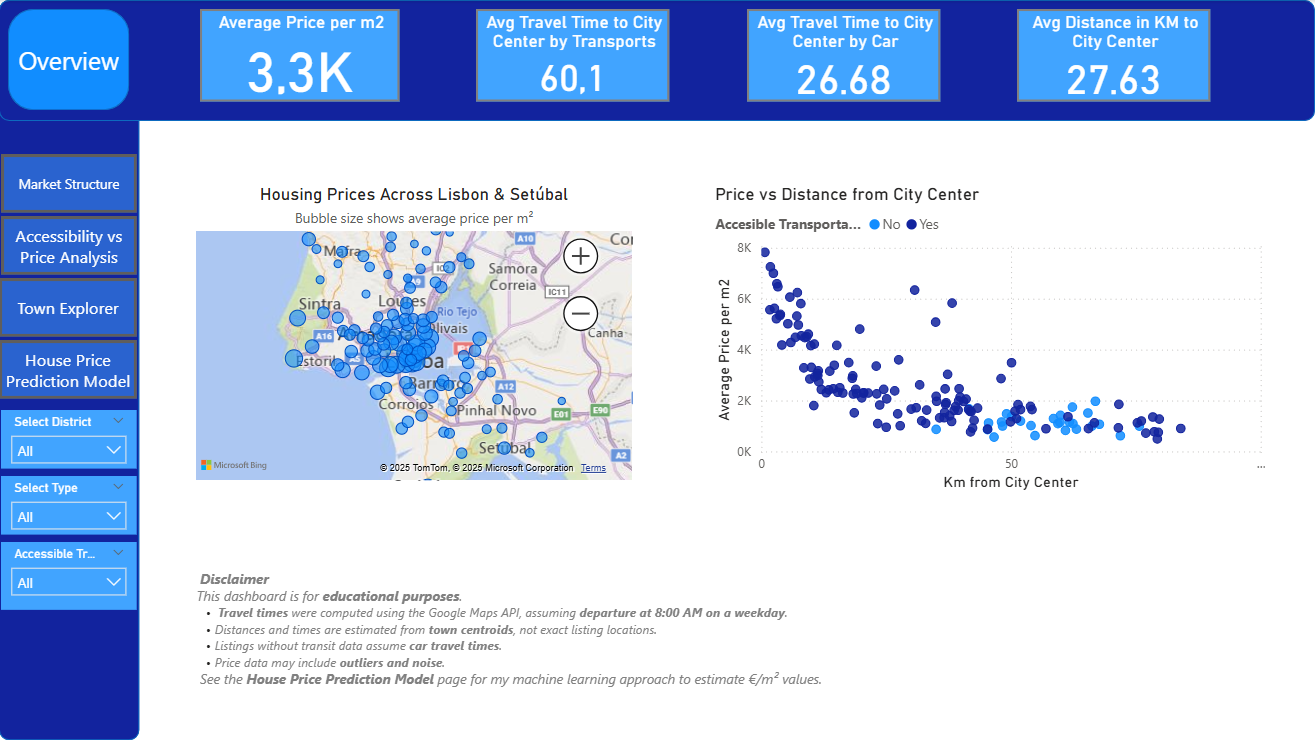 Overview
Average Price per m2
3,3K
Avg Travel Time to City
Center by Transports
60,1
Avg Travel Time to City
Center by Car
26.68
Avg Distance in KM to
City Center
27.63
Market Structure
Accessibility vs
Price Analysis
Town Explorer
House Price
Prediction Model
Select District
All
Select Type
All
Accessible Tr...
All
Housing Prices Across Lisbon & Setúbal
Bubble size shows average price per m²
Mafra
A10
Samora
Correia
IC11
A9
Sintra
Loures
Rio Tejo
A16
Estoril
Canha
A12
Corroios
Pinhal Novo
E01
E90
Setúbal
A2
Microsoft Bing
© 2025 TomTom, © 2025 Microsoft Corporation Terms
Price vs Distance from City Center
Accesible Transporta... No Yes
8K
6K
4K
2K
0K
Average Price per m2
0
50
...
Km from City Center
Disclaimer
This dashboard is for educational purposes.
• Travel times were computed using the Google Maps API, assuming departure at 8:00 AM on a weekday.
• Distances and times are estimated from town centroids, not exact listing locations.
• Listings without transit data assume car travel times.
• Price data may include outliers and noise.
See the House Price Prediction Model page for my machine learning approach to estimate €/m² values.